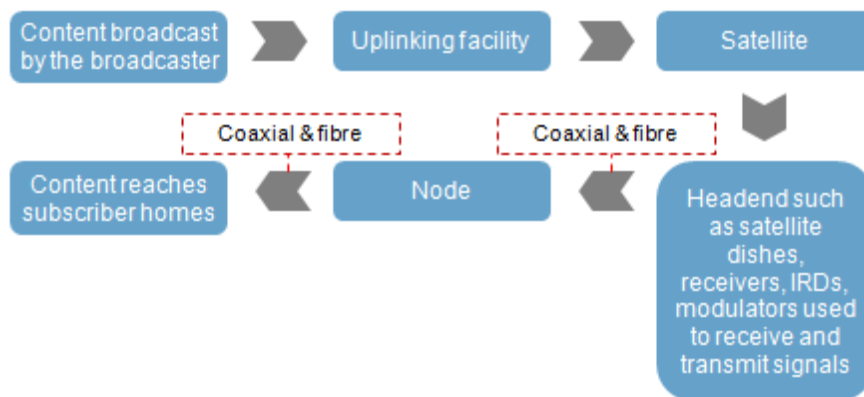 Content broadcast
by the broadcaster
Uplinking facility
Satellite
Coaxial & fibre
Coaxial & fibre
Content reaches
subscriber homes
Node
Headend such
as satellite
dishes,
receivers, IRDs,
modulators used
to receive and
transmit signals